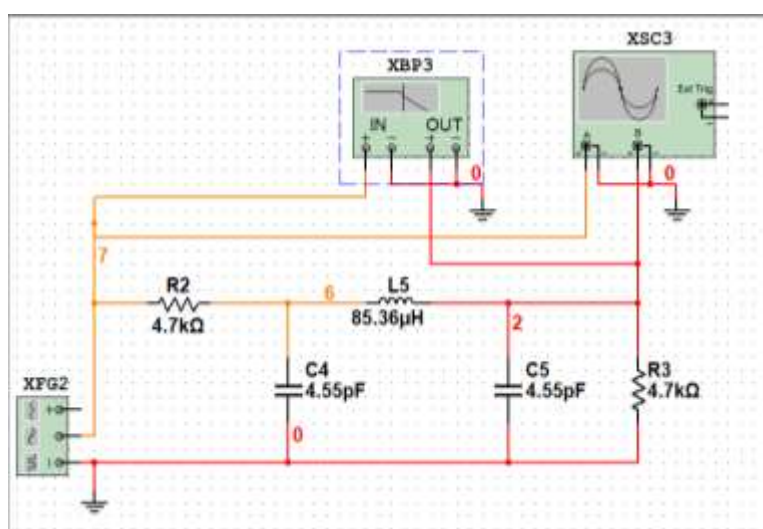 XSC3
XBP3
Ext Trig
IN OUT
A B
0 0
7
R2
4.7kΩ
6
L5
85.36µH
2
C4
4.55pF
C5
4.55pF
R3
4.7kΩ
XFG2
0